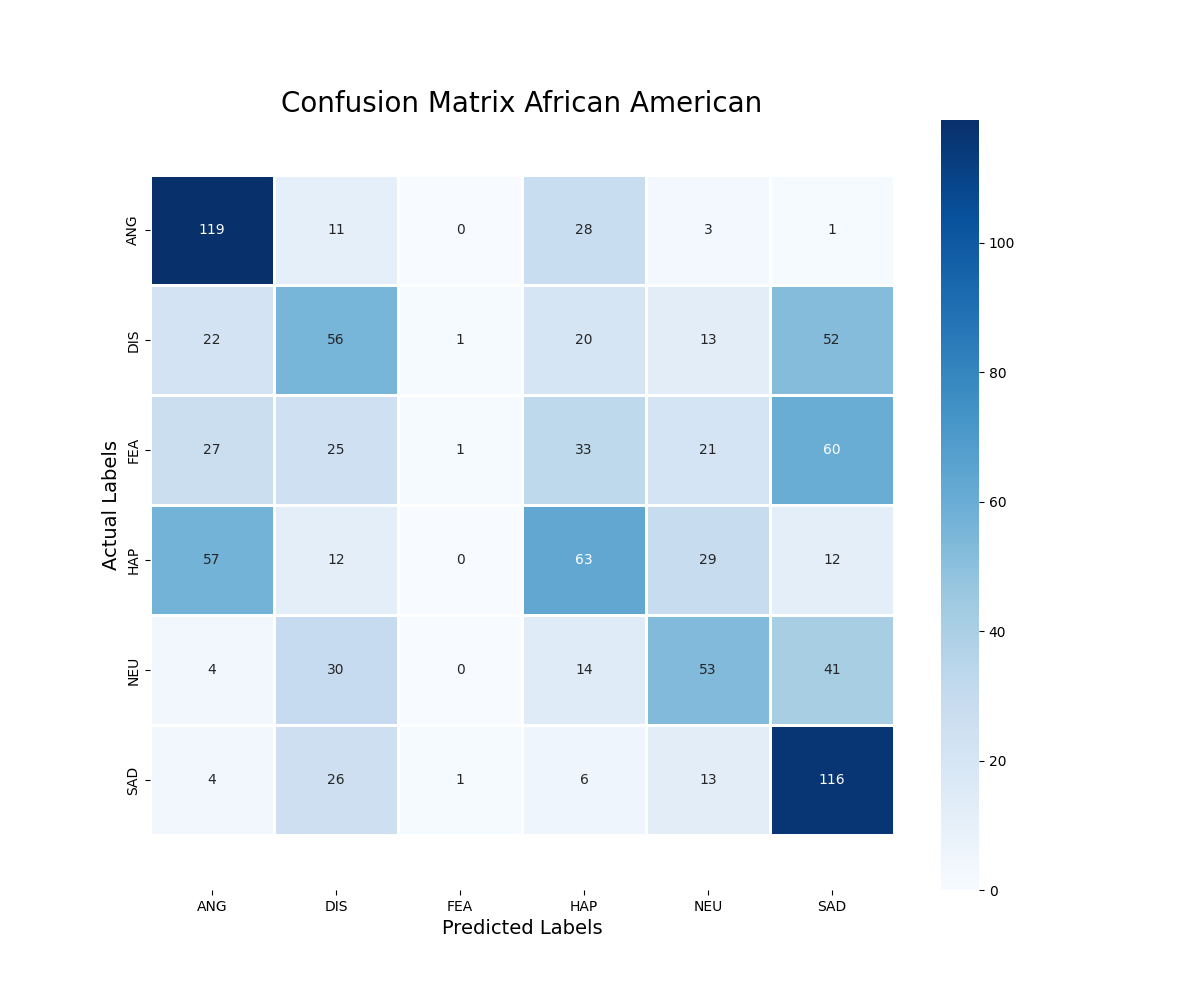 Confusion Matrix African American
ANG 119 11 0 28 3 1
DIS 22 56 1 20 13 52
FEA 27 25 1 33 21 60
HAP 57 12 0 63 29 12
NEU 4 30 0 14 53 41
SAD 4 26 1 6 13 116
Actual Labels
ANG DIS FEA HAP NEU SAD
Predicted Labels
100
80
60
40
20
0